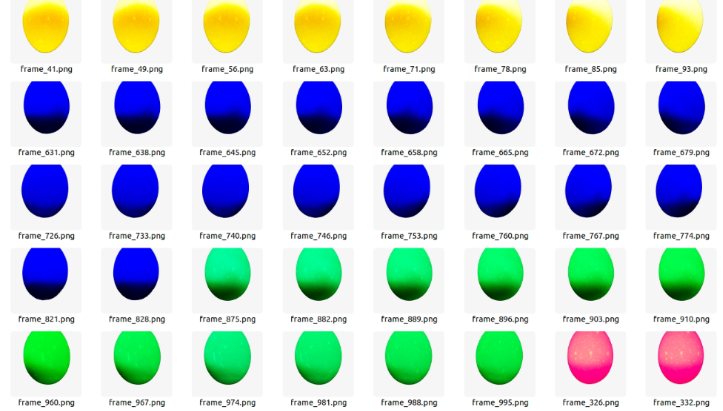 frame_41.png frame_49.png frame_56.png frame_63.png frame_71.png frame_78.png frame_85.png frame_93.png
frame_631.png frame_638.png frame_645.png frame_652.png frame_658.png frame_665.png frame_672.png frame_679.png
frame_726.png frame_733.png frame_740.png frame_746.png frame_753.png frame_760.png frame_767.png frame_774.png
frame_821.png frame_828.png frame_875.png frame_882.png frame_889.png frame_896.png frame_903.png frame_910.png
frame_960.png frame_967.png frame_974.png frame_981.png frame_988.png frame_995.png frame_326.png frame_332.png